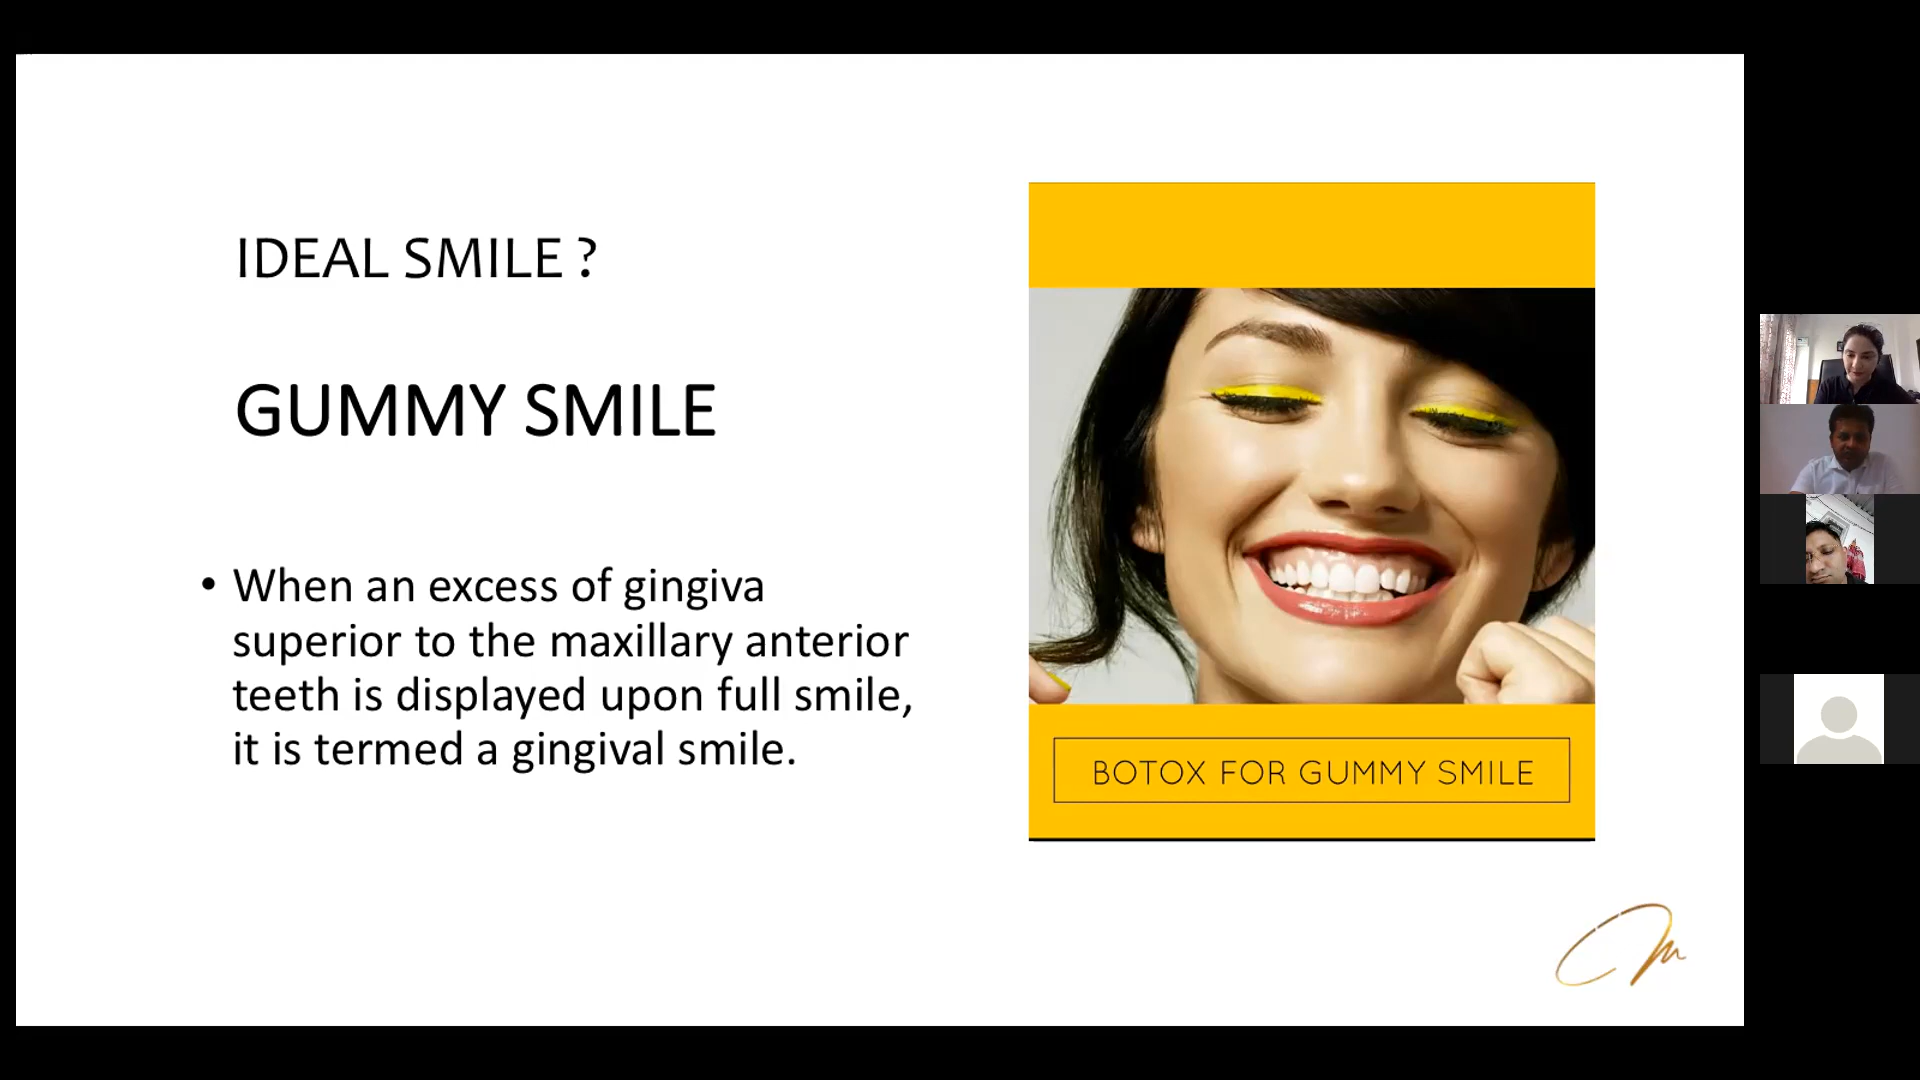 IDEAL SMILE ?
GUMMY SMILE
• When an excess of gingiva
superior to the maxillary anterior
teeth is displayed upon full smile,
it is termed a gingival smile.
BOTOX FOR GUMMY SMILE